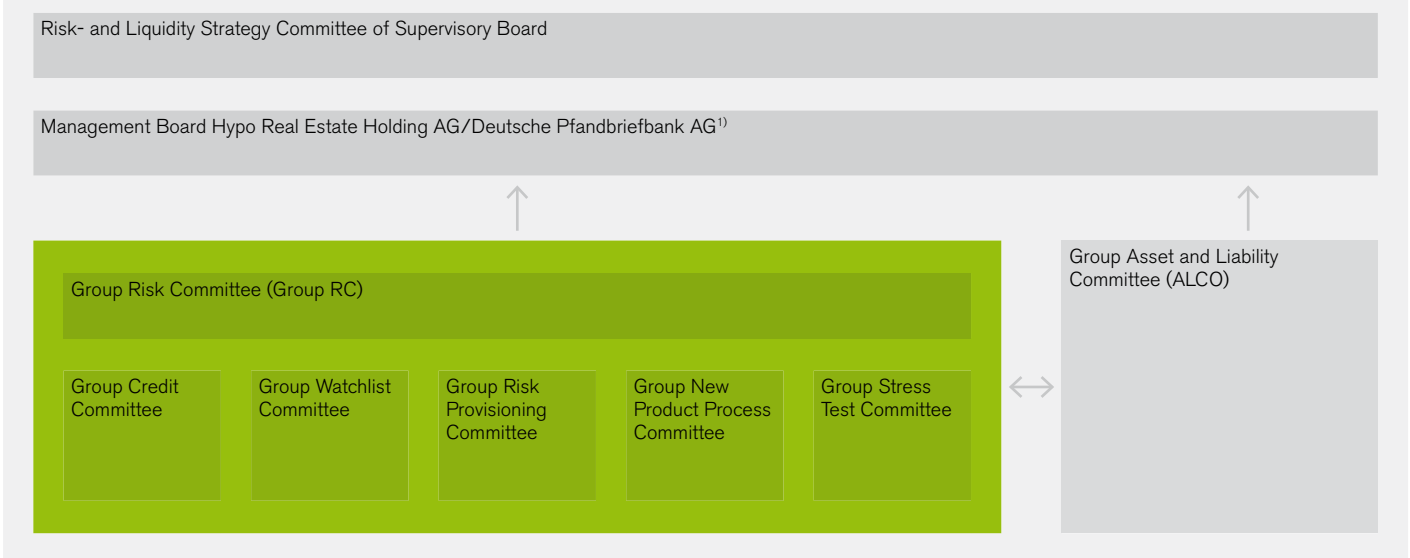 Risk- and Liquidity Strategy Committee of Supervisory Board
Management Board Hypo Real Estate Holding AG/Deutsche Pfandbriefbank AG¹⁾
Group Risk Committee (Group RC)
Group Credit
Committee
Group Watchlist
Committee
Group Risk
Provisioning
Committee
Group New
Product Process
Committee
Group Stress
Test Committee
Group Asset and Liability
Committee (ALCO)